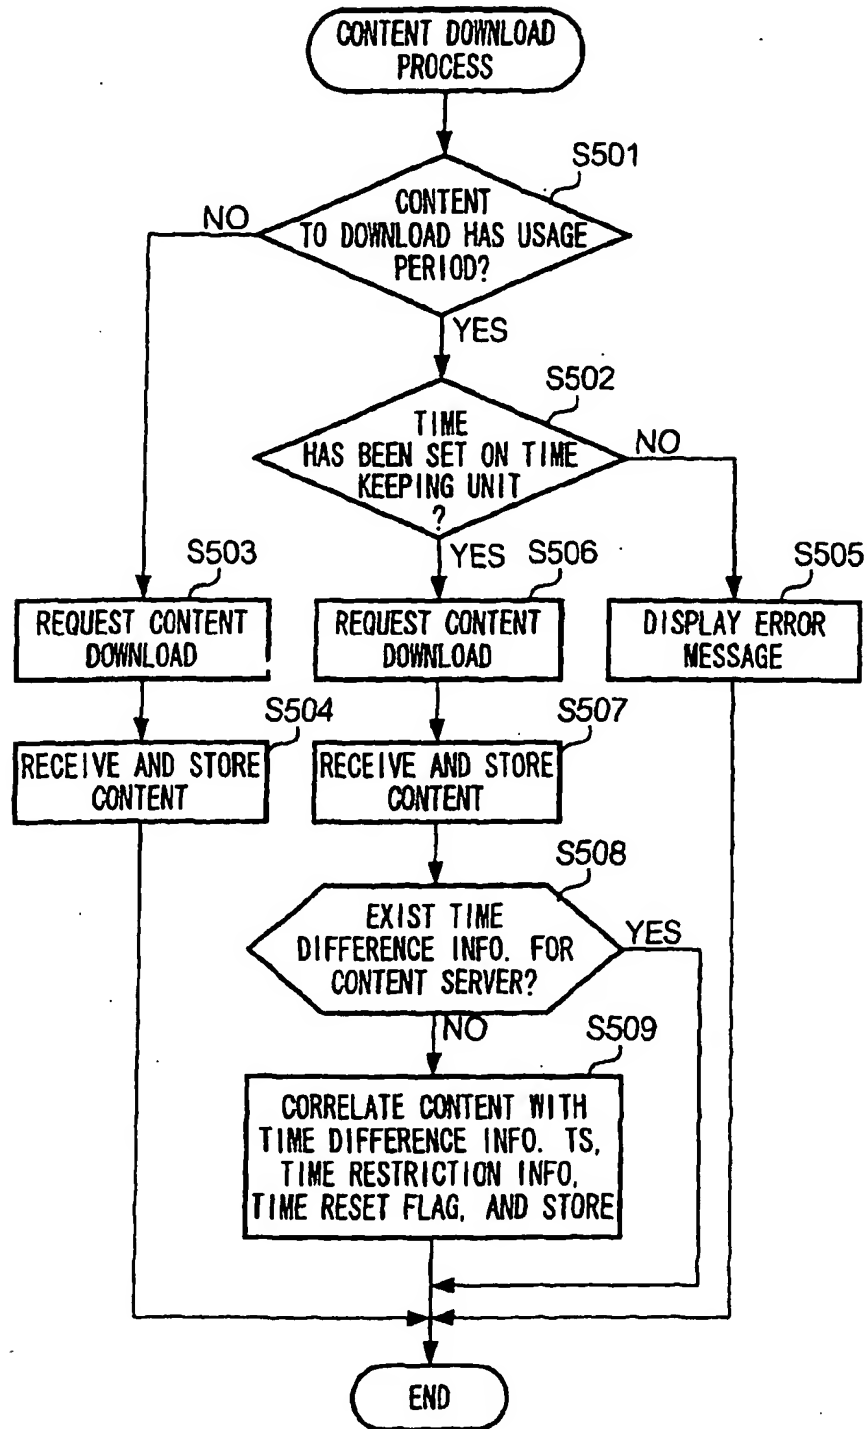 CONTENT DOWNLOAD
PROCESS
S501
CONTENT
TO DOWNLOAD HAS USAGE
PERIOD?
NO
YES
S502
TIME
HAS BEEN SET ON TIME
KEEPING UNIT
?
NO
YES
S503
REQUEST CONTENT
DOWNLOAD
S506
REQUEST CONTENT
DOWNLOAD
S505
DISPLAY ERROR
MESSAGE
S504
RECEIVE AND STORE
CONTENT
S507
RECEIVE AND STORE
CONTENT
S508
EXIST TIME
DIFFERENCE INFO. FOR
CONTENT SERVER?
YES
NO
S509
CORRELATE CONTENT WITH
TIME DIFFERENCE INFO. TS,
TIME RESTRICTION INFO,
TIME RESET FLAG, AND STORE
END